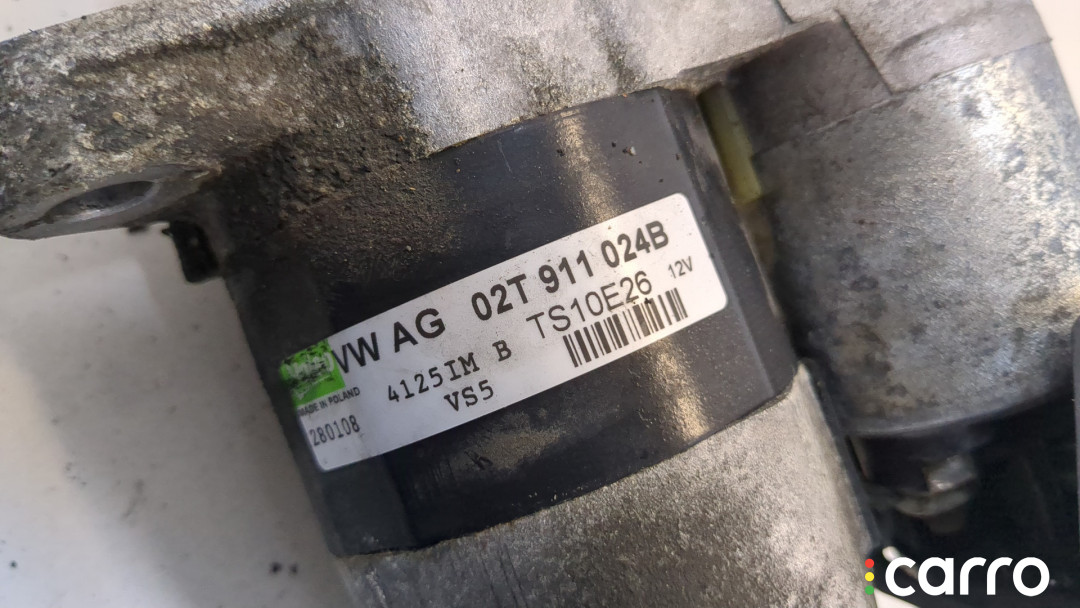 VW AG 02T 911 024B
TS10E26 12V
4125IM B
VS5
MADE IN POLAND
280108
carro